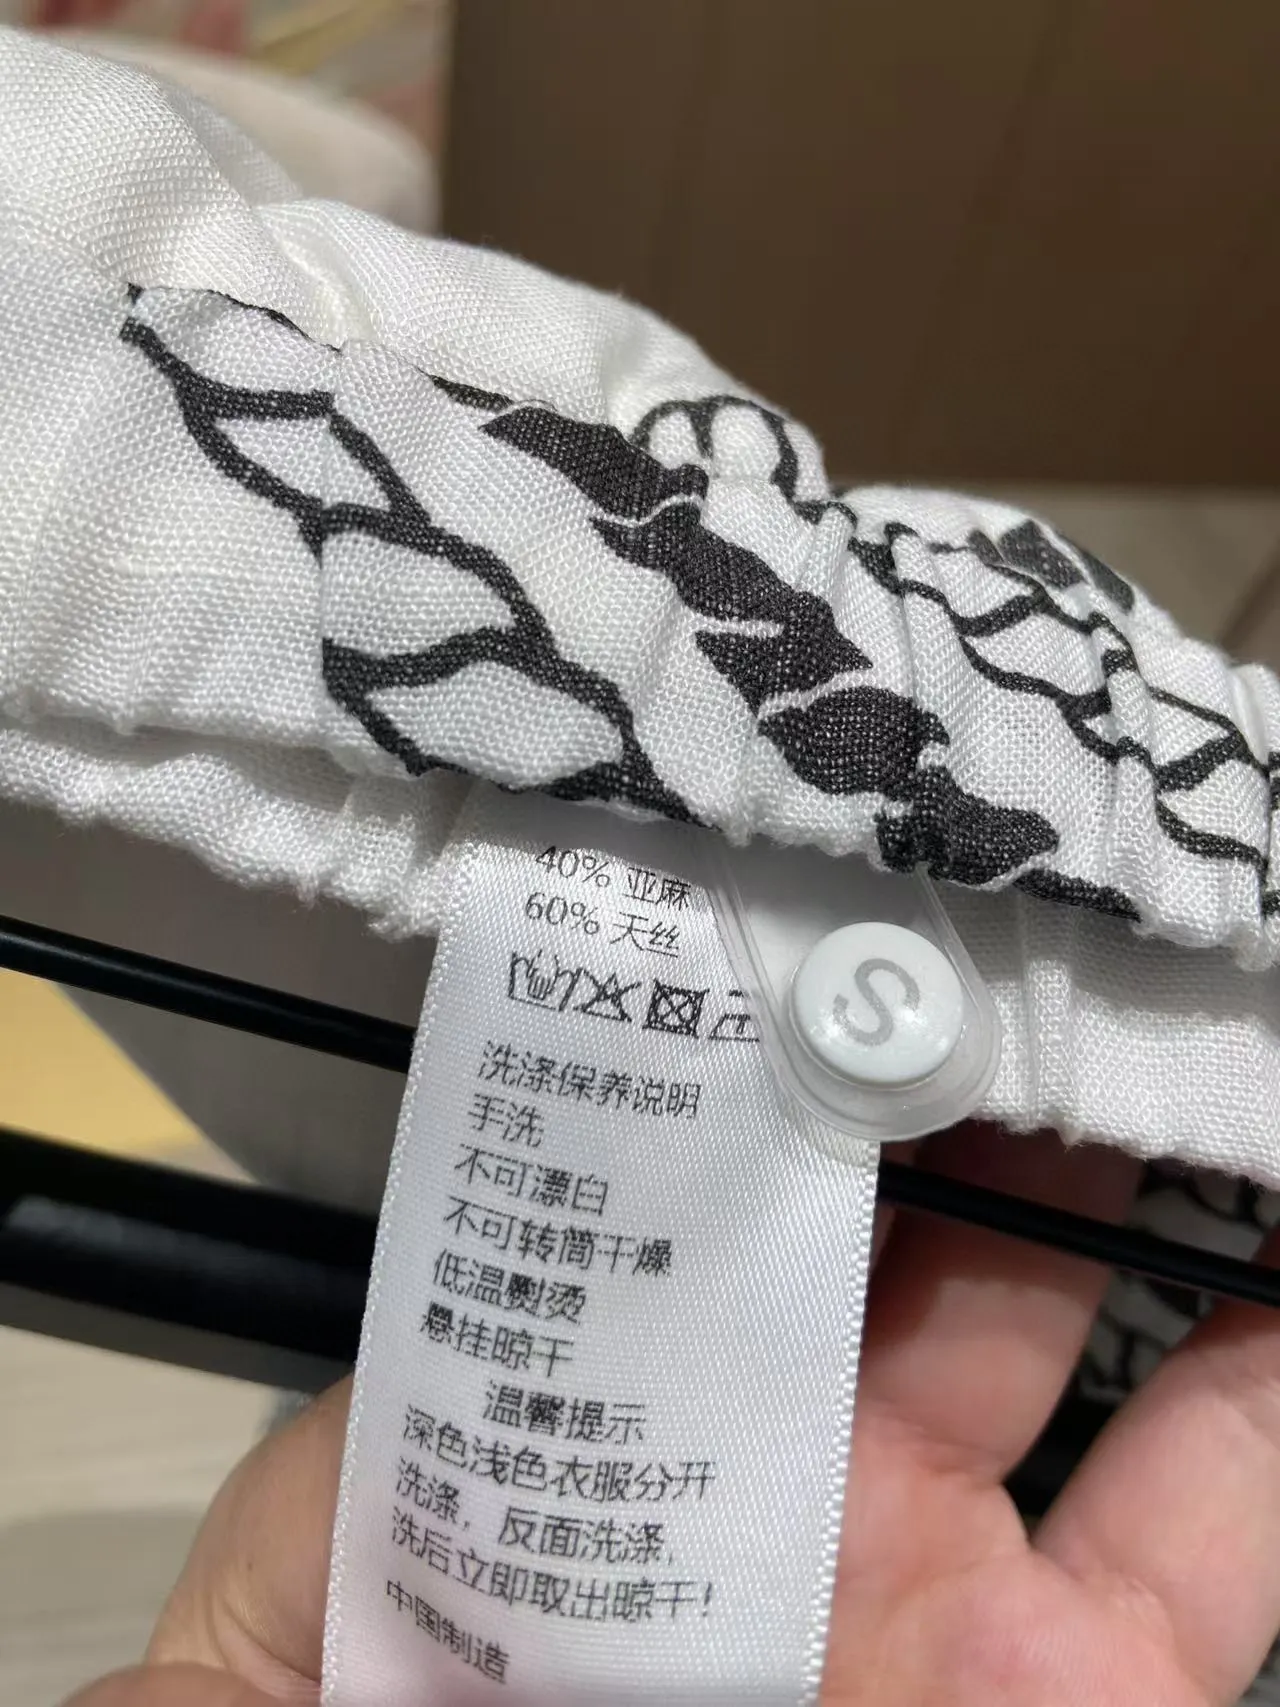 40% 亚麻
60% 天丝
S
洗涤保养说明
手洗
不可漂白
不可转筒干燥
低温熨烫
悬挂晾干
温馨提示
深色浅色衣服分开
洗涤，反面洗涤，
洗后立即取出晾干！
中国制造